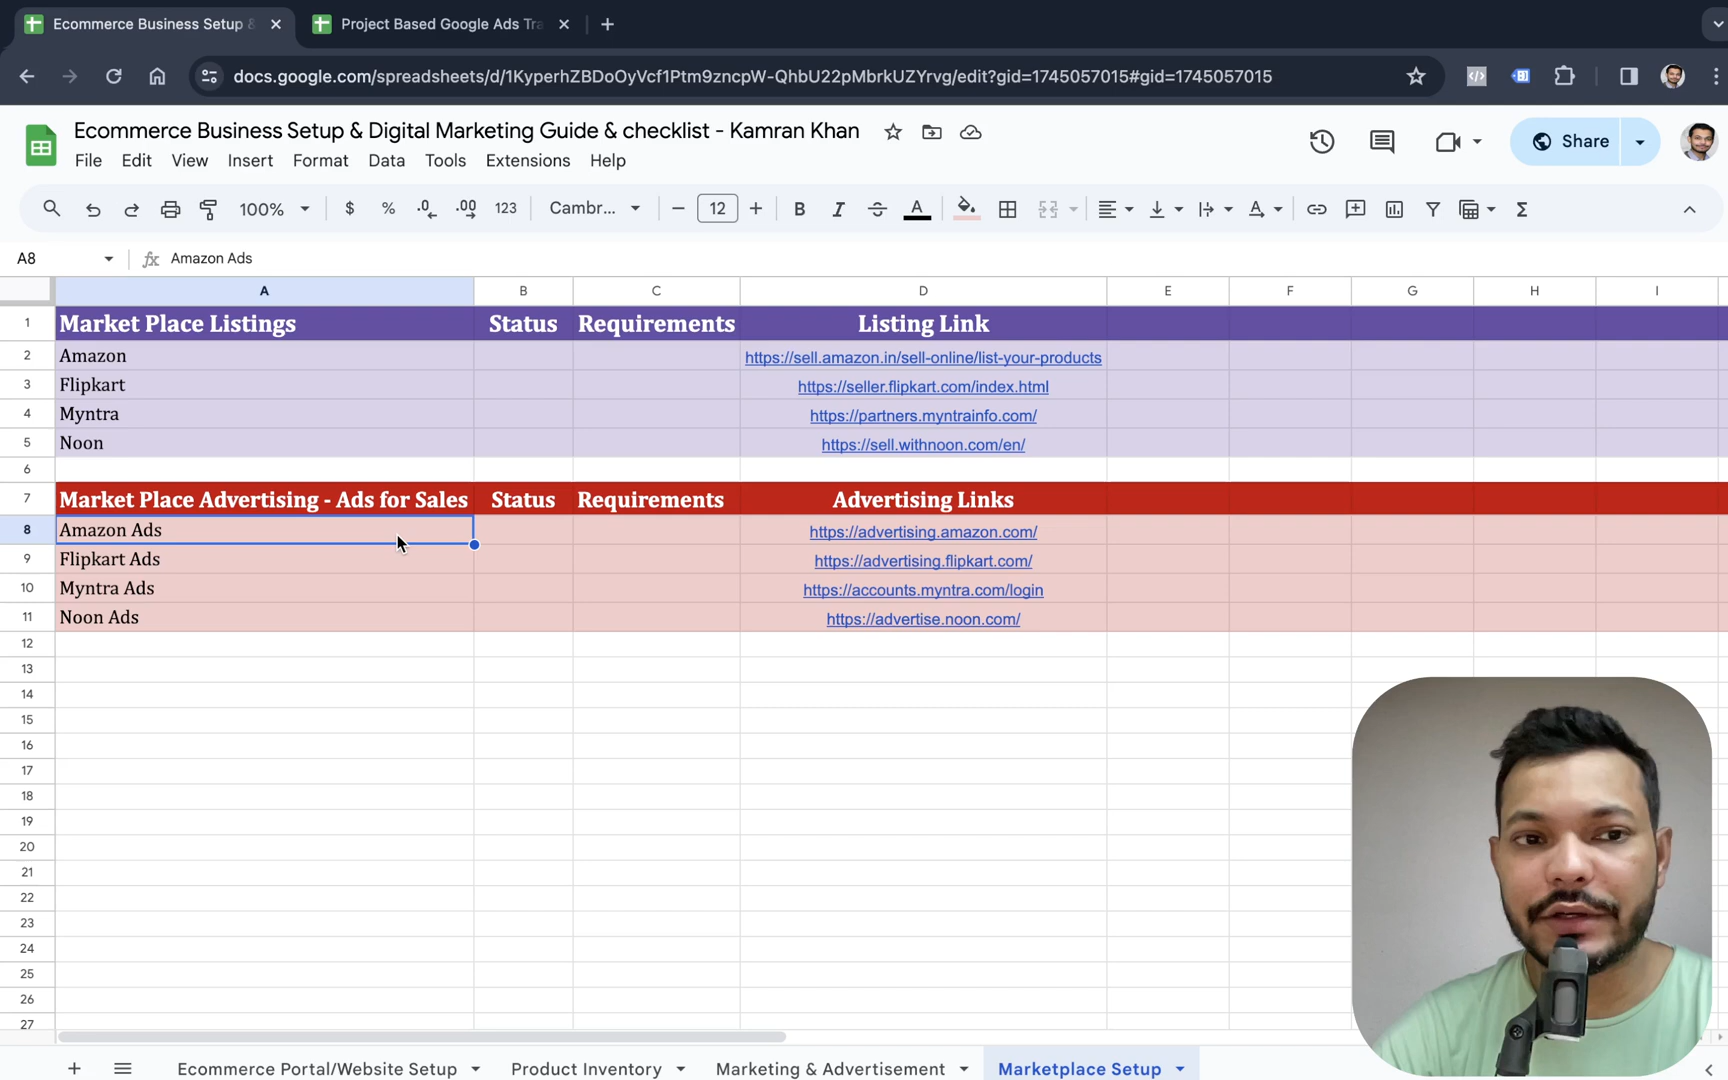 Ecommerce Business Setup &
Project Based Google Ads Tra
docs.google.com/spreadsheets/d/1KyperhZBDoOyVcf1Ptm9zncpW-QhbU22pMbrkUZYrvg/edit?gid=1745057015#gid=1745057015
Ecommerce Business Setup & Digital Marketing Guide & checklist - Kamran Khan
File Edit View Insert Format Data Tools Extensions Help
Share
100% $ % .0 .00 123 Cambr... 12 B I A
A8 fx Amazon Ads
A B C D E F G H I
1 Market Place Listings Status Requirements Listing Link
2 Amazon https://sell.amazon.in/sell-online/list-your-products
3 Flipkart https://seller.flipkart.com/index.html
4 Myntra https://partners.myntrainfo.com/
5 Noon https://sell.withnoon.com/en/
6
7 Market Place Advertising - Ads for Sales Status Requirements Advertising Links
8 Amazon Ads https://advertising.amazon.com/
9 Flipkart Ads https://advertising.flipkart.com/
10 Myntra Ads https://accounts.myntra.com/login
11 Noon Ads https://advertise.noon.com/
12
13
14
15
16
17
18
19
20
21
22
23
24
25
26
27
Ecommerce Portal/Website Setup Product Inventory Marketing & Advertisement Marketplace Setup